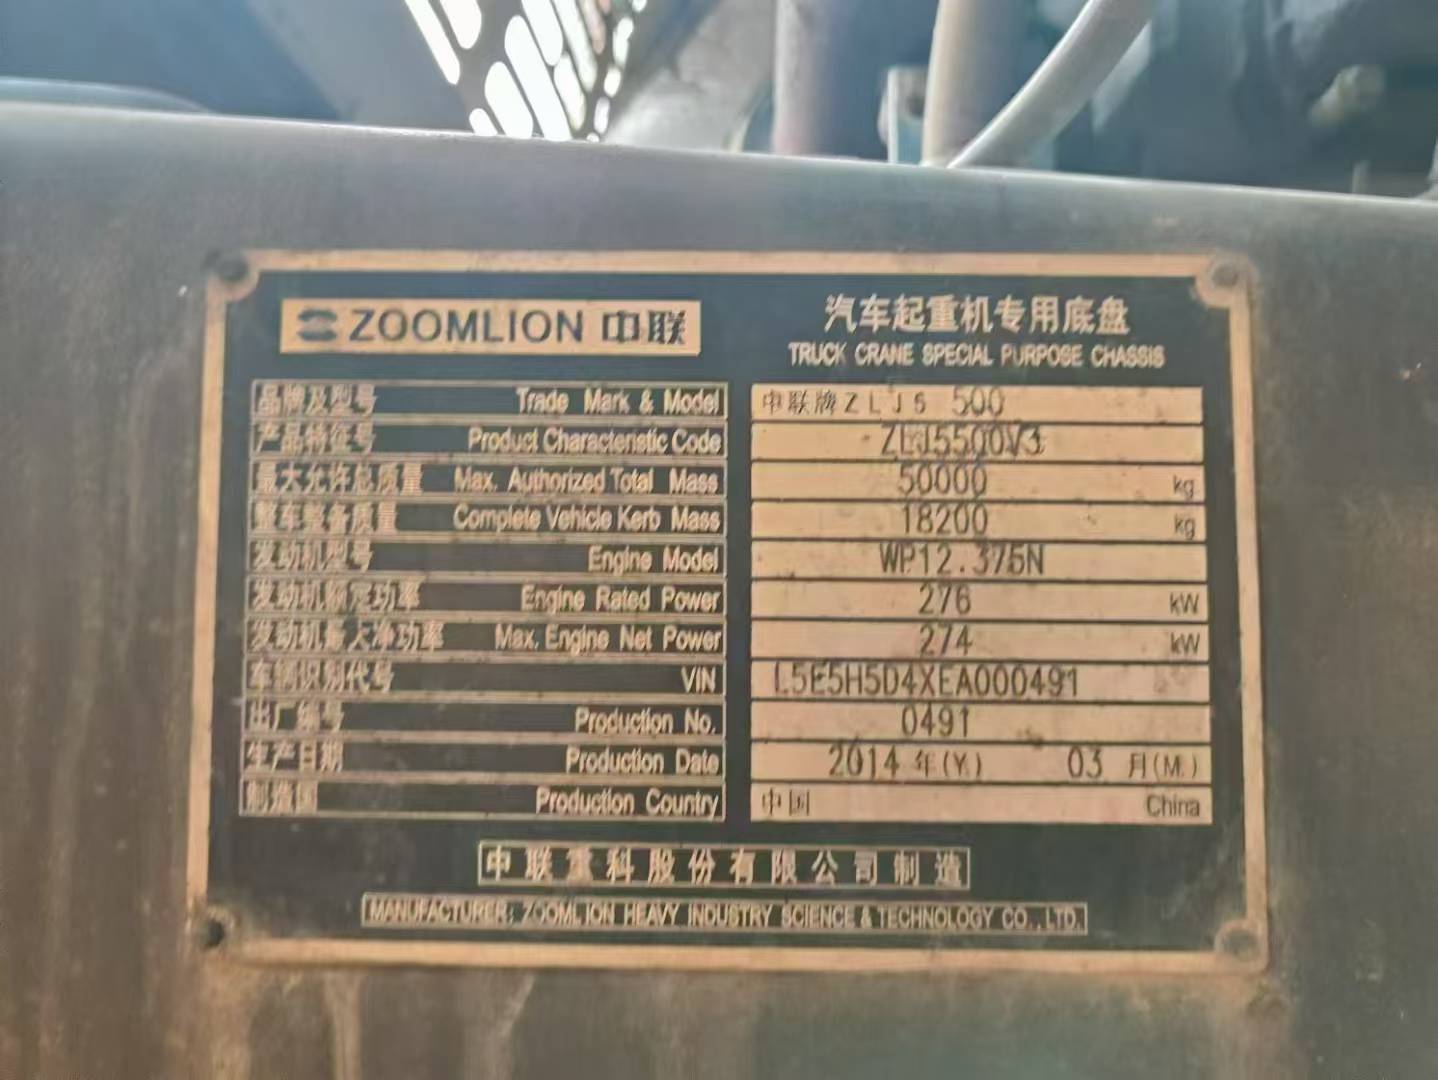 ZOOMLION 中联
汽车起重机专用底盘
TRUCK CRANE SPECIAL PURPOSE CHASSIS
品牌及型号 Trade Mark & Model 中联牌ZLJ5 500
产品特征号 Product Characteristic Code ZLJ5500V3
最大允许总质量 Max. Authorized Total Mass 50000 kg
整车整备质量 Complete Vehicle Kerb Mass 18200 kg
发动机型号 Engine Model WP12.375N
发动机额定功率 Engine Rated Power 276 kW
发动机最大净功率 Max. Engine Net Power 274 kW
车辆识别代号 VIN L5E5H5D4XEA000491
出厂编号 Production No. 0491
生产日期 Production Date 2014 年(Y.) 03 月(M.)
制造国 Production Country 中国 China
中联重科股份有限公司制造
MANUFACTURER: ZOOMLION HEAVY INDUSTRY SCIENCE & TECHNOLOGY CO.,LTD.